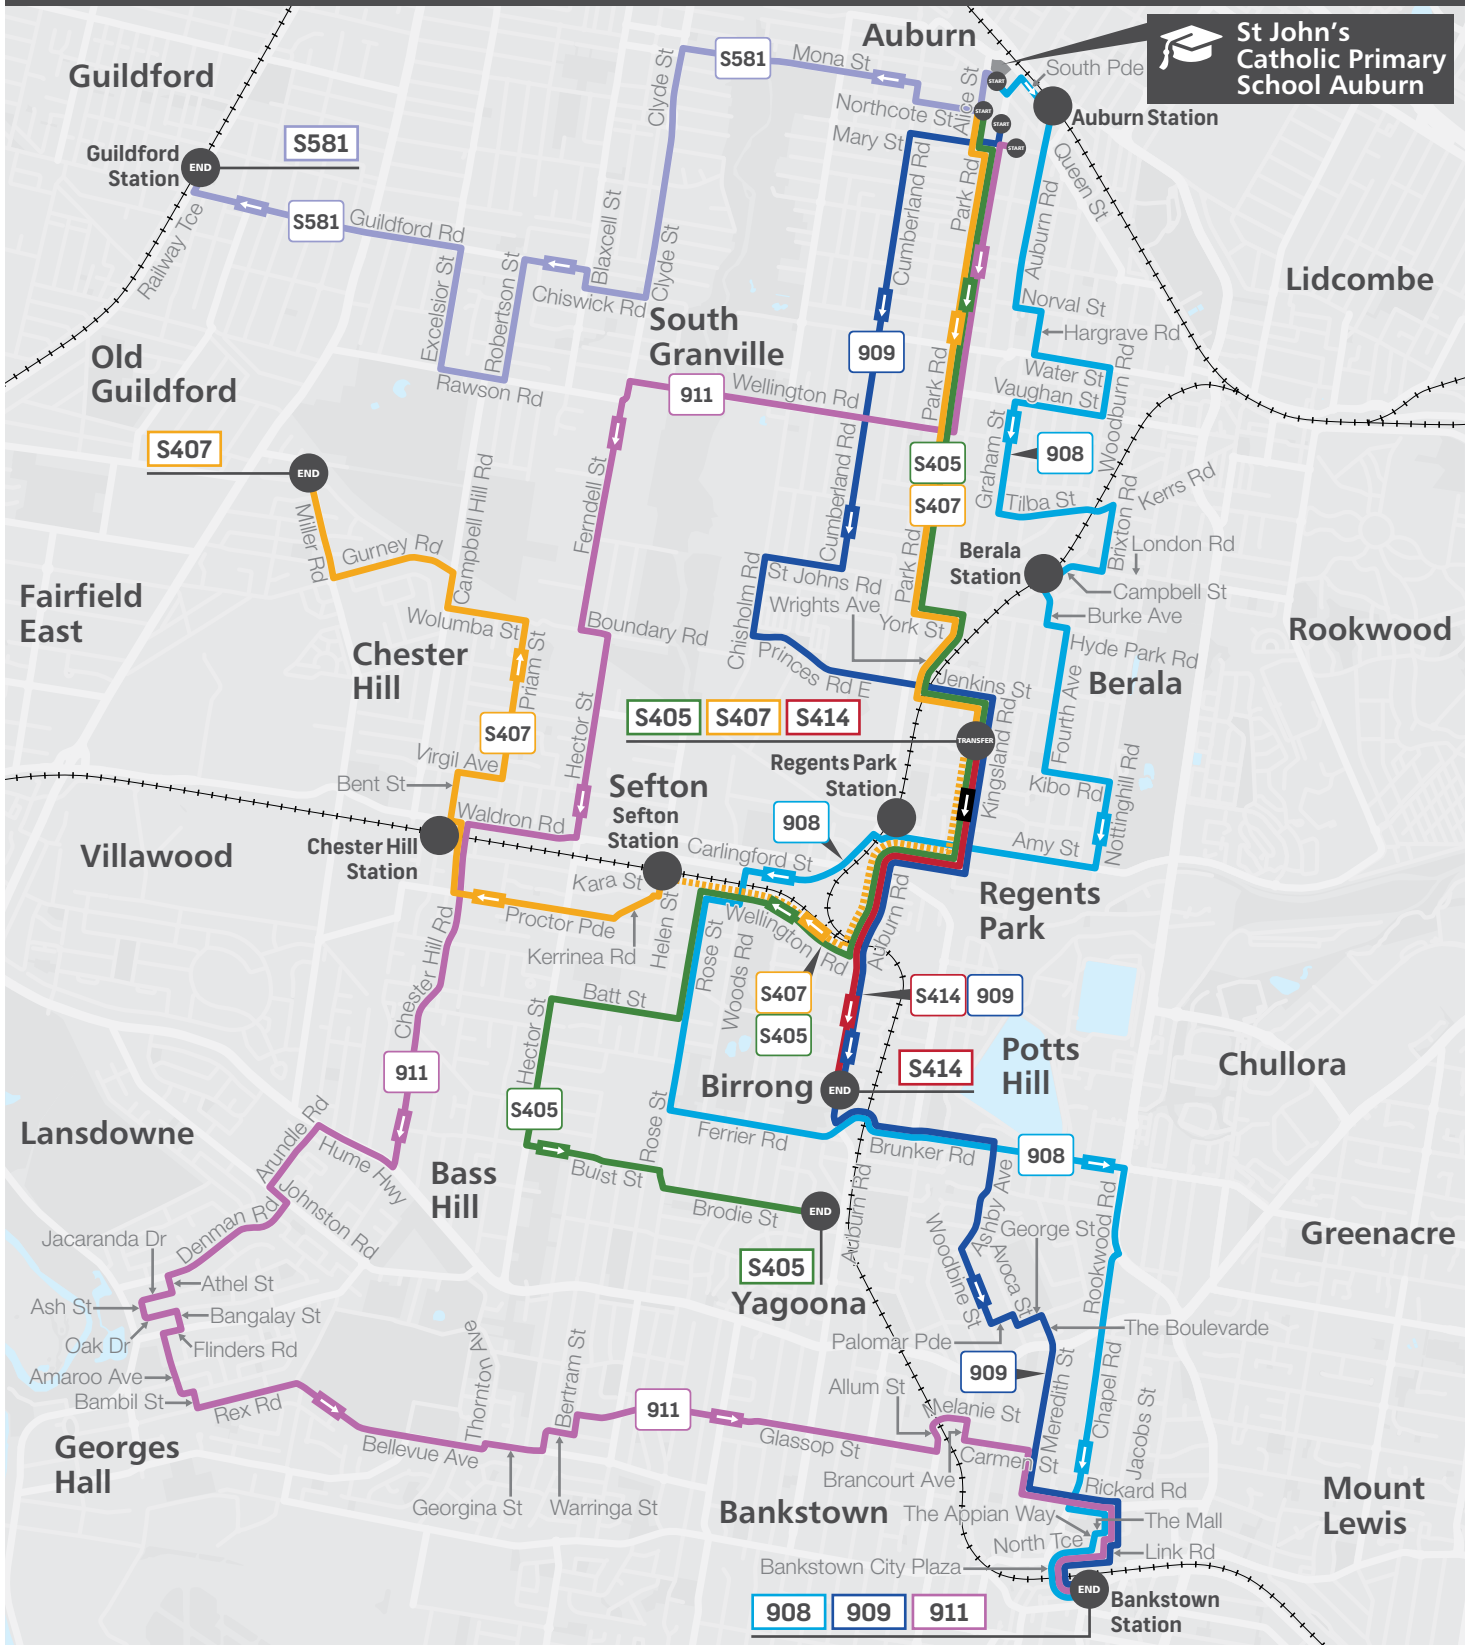 St John's
Catholic Primary
School Auburn
Auburn
Guildford
S581
Mona St
Clyde St
South Pde
START
Alice St
Northcote St
START
START
START
Auburn Station
Mary St
S581
Guildford
Station
END
Cumberland Rd
Park Rd
Queen St
Auburn Rd
S581
Guildford Rd
Railway Tce
Blaxcell St
Clyde St
Excelsior St
Robertson St
Chiswick Rd
Rawson Rd
Lidcombe
Norval St
Hargrave Rd
South
Granville
909
Old
Guildford
Water St
Vaughan St
Woodburn Rd
911
Wellington Rd
Park Rd
S407
END
Graham St
908
S405
S407
Cumberland Rd
Ferndell St
Campbell Hill Rd
Miller Rd
Gurney Rd
Tilba St
Brixton Rd
Kerrs Rd
London Rd
Berala
Station
Campbell St
Burke Ave
Fairfield
East
Park Rd
St Johns Rd
Wrights Ave
Chisholm Rd
York St
Wolumba St
Boundary Rd
Priam St
Chester
Hill
Princes Rd E
Jenkins St
Hyde Park Rd
Berala
Rookwood
Fourth Ave
S405
S407
S414
TRANSFER
Kingsland Rd
S407
Hector St
Virgil Ave
Bent St
Regents Park
Station
Kibo Rd
Nottinghill Rd
Sefton
Sefton
Station
908
Waldron Rd
Amy St
Villawood
Chester Hill
Station
Carlingford St
Kara St
Regents
Park
Proctor Pde
Kerrinea Rd
Helen St
Rose St
Woods Rd
Wellington Rd
Auburn Rd
Chester Hill Rd
Batt St
S407
S405
S414
909
Hector St
Potts
Hill
Chullora
911
Birrong
END
S414
S405
Lansdowne
Arundle Rd
Hume Hwy
Rose St
Ferrier Rd
Brunker Rd
908
Bass
Hill
Buist St
Brodie St
END
Johnston Rd
Denman Rd
Auburn Rd
Ashby Ave
Woodbine St
Avoca St
George St
Rookwood Rd
Greenacre
Jacaranda Dr
Athel St
Ash St
Bangalay St
Oak Dr
Flinders Rd
Amaroo Ave
Bambil St
Rex Rd
S405
Yagoona
Palomar Pde
The Boulevarde
909
Meredith St
Chapel Rd
Jacobs St
Thornton Ave
Bertram St
Allum St
Melanie St
911
Glassop St
Bellevue Ave
Brancourt Ave
Carmen St
Georges
Hall
Georgina St
Warringa St
Bankstown
Rickard Rd
The Appian Way
The Mall
North Tce
Link Rd
Mount
Lewis
Bankstown City Plaza
END
Bankstown
Station
908
909
911